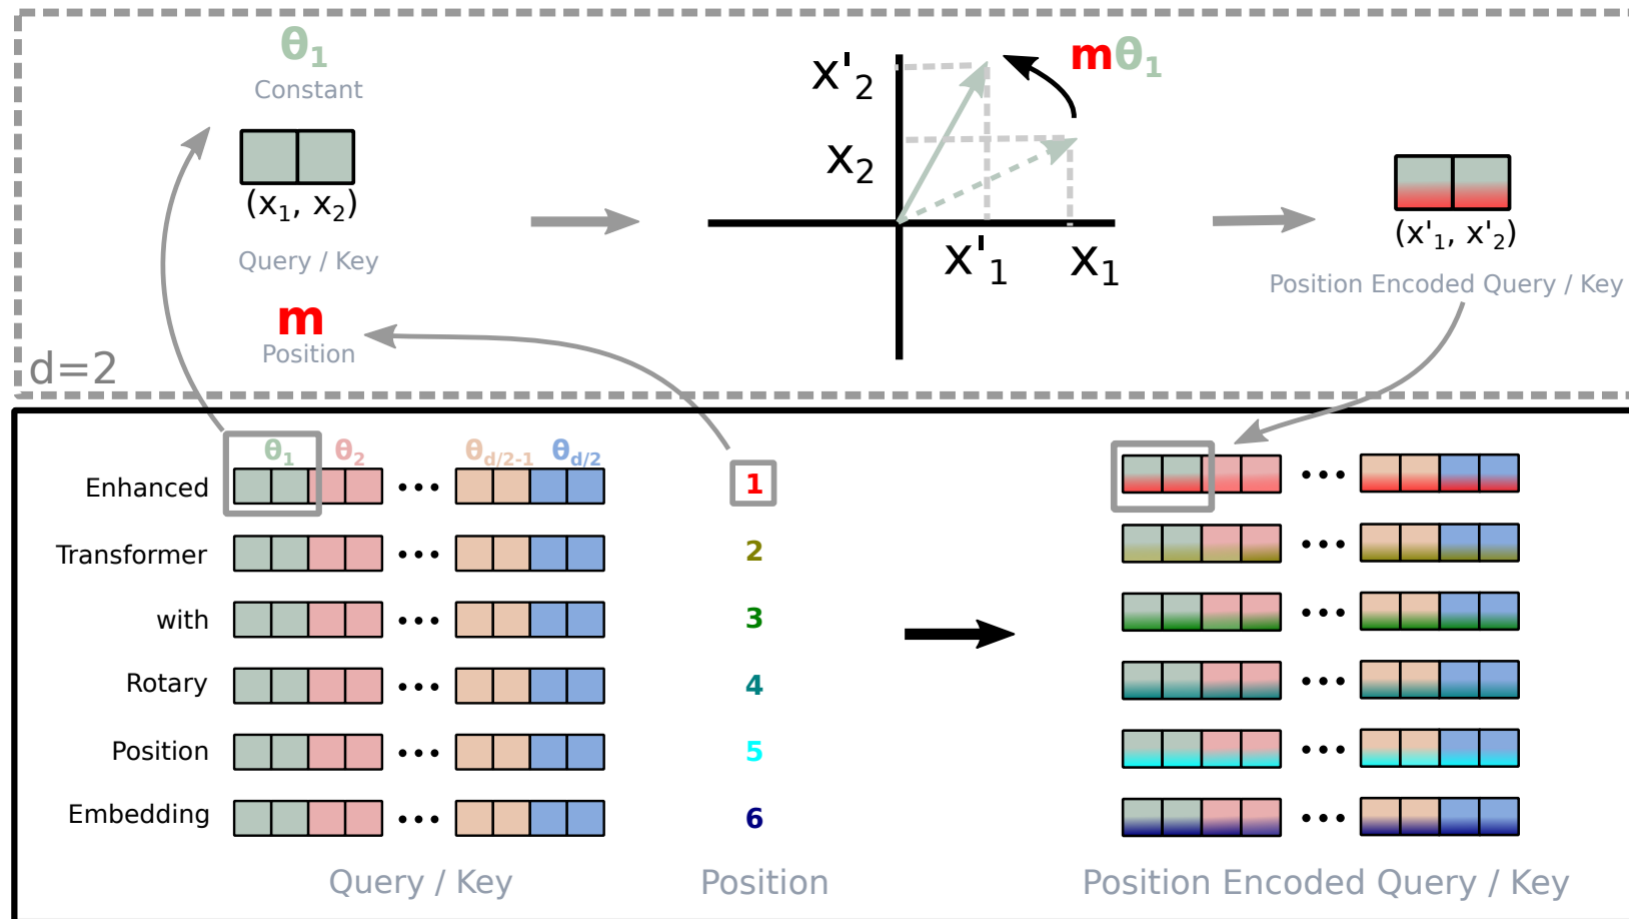 θ₁
Constant
(x₁, x₂)
Query / Key
m
Position
d=2
x'₂
x₂
x'₁
x₁
mθ₁
(x'₁, x'₂)
Position Encoded Query / Key
θ₁ θ₂ θd/2-1 θd/2
Enhanced ••• 1 •••
Transformer ••• 2 •••
with ••• 3 •••
Rotary ••• 4 •••
Position ••• 5 •••
Embedding ••• 6 •••
Query / Key Position Position Encoded Query / Key